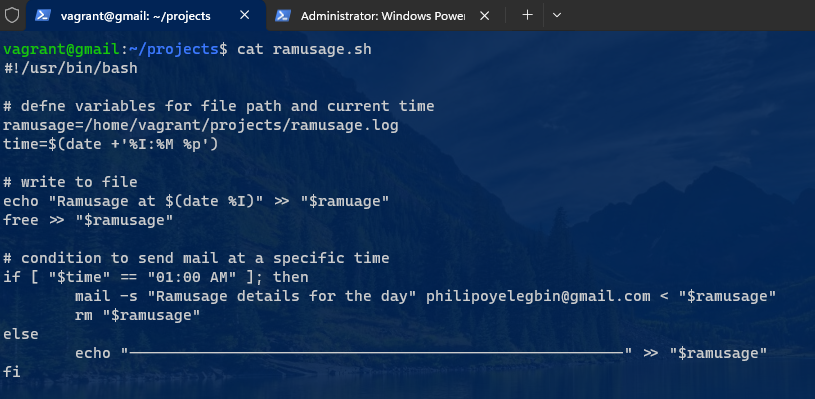 vagrant@gmail: ~/projects
Administrator: Windows Power
vagrant@gmail:~/projects$ cat ramusage.sh
#!/usr/bin/bash
# defne variables for file path and current time
ramusage=/home/vagrant/projects/ramusage.log
time=$(date +'%I:%M %p')
# write to file
echo "Ramusage at $(date %I)" >> "$ramuage"
free >> "$ramusage"
# condition to send mail at a specific time
if [ "$time" == "01:00 AM" ]; then
mail -s "Ramusage details for the day" philipoyelegbin@gmail.com < "$ramusage"
rm "$ramusage"
else
echo "-------------------------------------------------------" >> "$ramusage"
fi